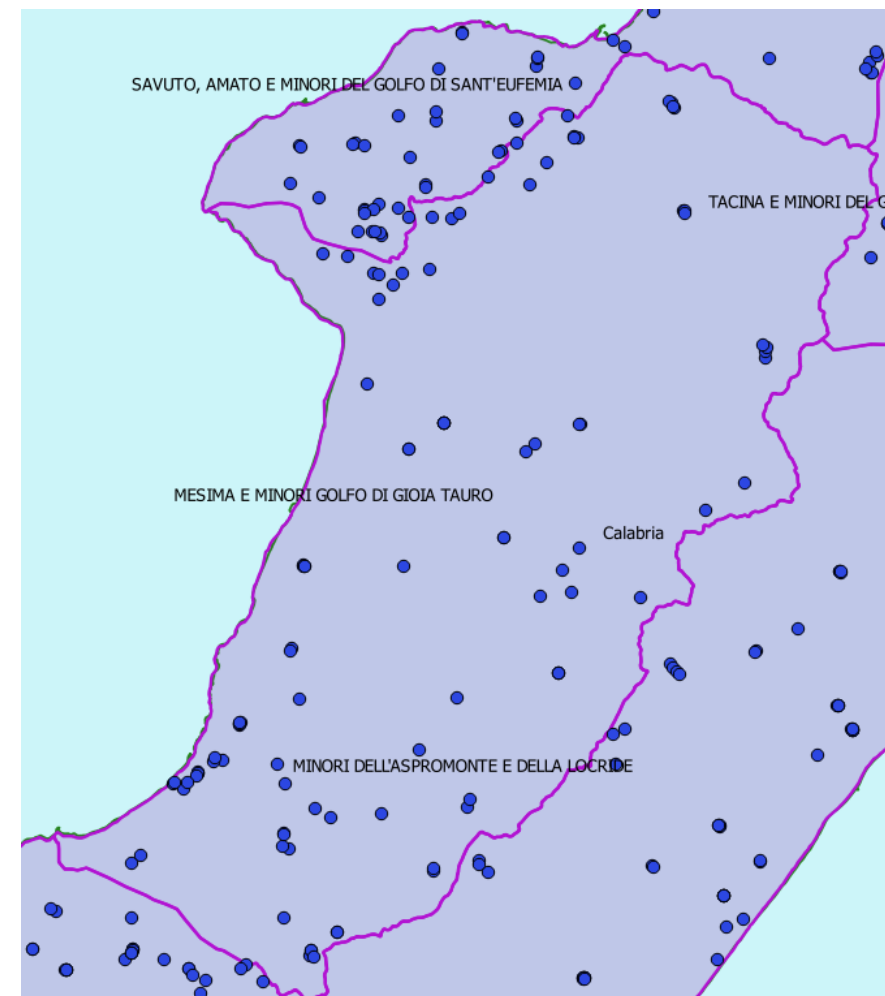 SAVUTO, AMATO E MINORI DEL GOLFO DI SANT'EUFEMIA
TACINA E MINORI DEL G
MESIMA E MINORI GOLFO DI GIOIA TAURO
Calabria
MINORI DELL'ASPROMONTE E DELLA LOCRIDE